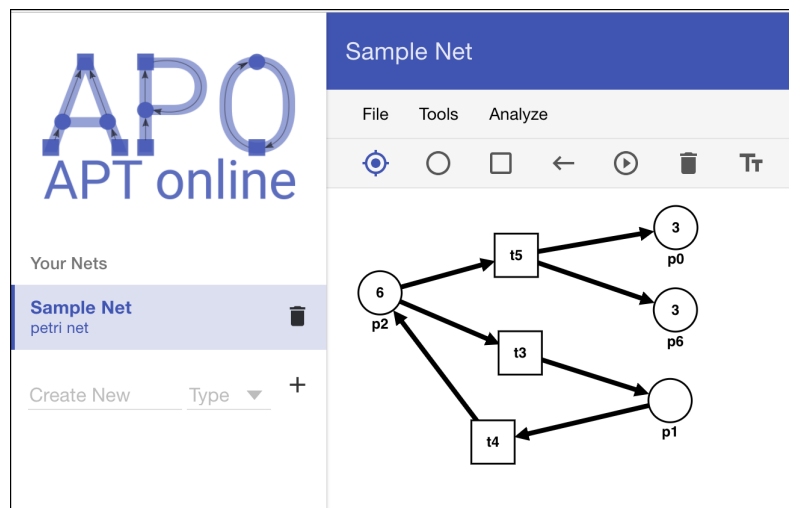 APO
APT online
Your Nets
Sample Net
petri net
Create New
Type
+
Sample Net
File Tools Analyze
TT
3
p0
t5
6
p2
3
p6
t3
p1
t4